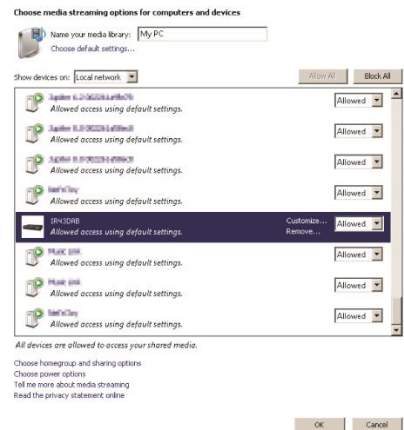 Choose media streaming options for computers and devices
Name your media library: My PC
Choose default settings...
Show devices on: Local network Allow All Block All
Allowed
Allowed access using default settings.
Allowed
Allowed access using default settings.
Allowed
Allowed access using default settings.
Allowed
Allowed access using default settings.
IR43DAB Customize... Allowed
Allowed access using default settings. Remove...
Allowed
Allowed access using default settings.
Allowed
Allowed access using default settings.
Allowed
Allowed access using default settings.
All devices are allowed to access your shared media.
Choose homegroup and sharing options
Choose power options
Tell me more about media streaming
Read the privacy statement online
OK Cancel